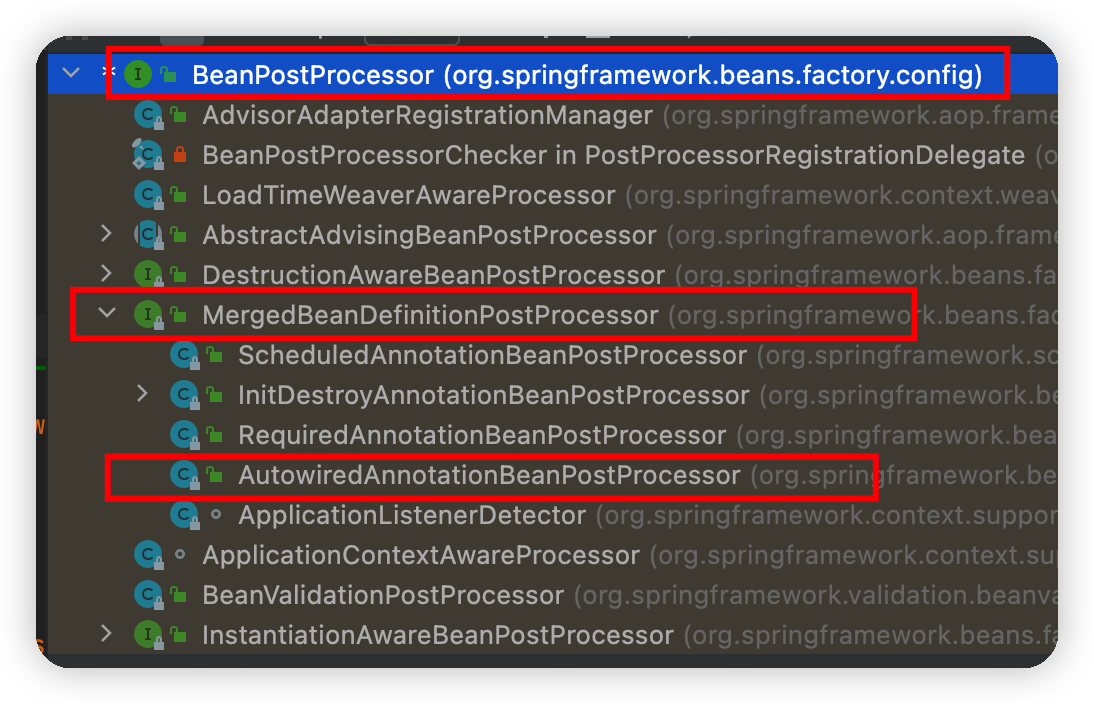 BeanPostProcessor (org.springframework.beans.factory.config)
AdvisorAdapterRegistrationManager (org.springframework.aop.frame
BeanPostProcessorChecker in PostProcessorRegistrationDelegate (o
LoadTimeWeaverAwareProcessor (org.springframework.context.weav
AbstractAdvisingBeanPostProcessor (org.springframework.aop.frame
DestructionAwareBeanPostProcessor (org.springframework.beans.fa
MergedBeanDefinitionPostProcessor (org.springframework.beans.fac
ScheduledAnnotationBeanPostProcessor (org.springframework.sc
InitDestroyAnnotationBeanPostProcessor (org.springframework.be
RequiredAnnotationBeanPostProcessor (org.springframework.bea
AutowiredAnnotationBeanPostProcessor (org.springframework.be
ApplicationListenerDetector (org.springframework.context.suppor
ApplicationContextAwareProcessor (org.springframework.context.su
BeanValidationPostProcessor (org.springframework.validation.beanva
InstantiationAwareBeanPostProcessor (org.springframework.beans.fa